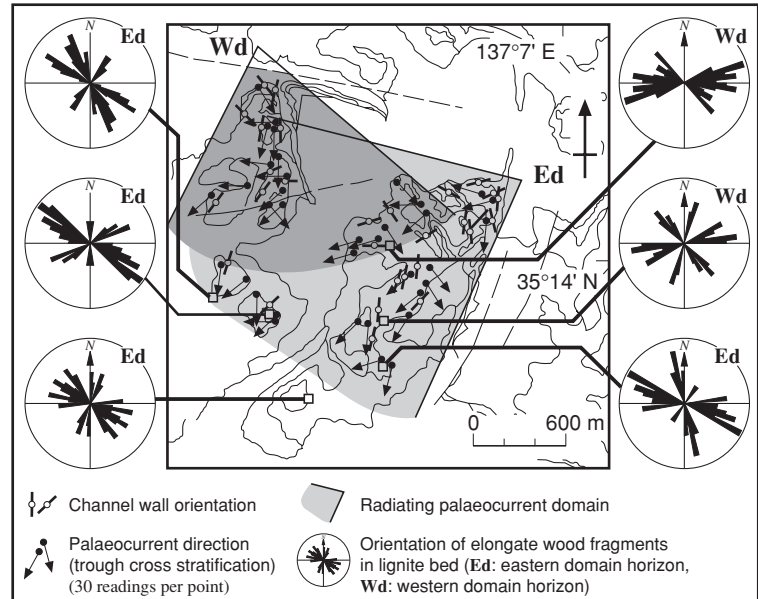 N
Ed
N
Ed
N
Ed
Wd
137°7' E
Ed
35°14' N
0 600 m
N
Wd
N
Wd
N
Ed
Channel wall orientation
Palaeocurrent direction
(trough cross stratification)
(30 readings per point)
Radiating palaeocurrent domain
Orientation of elongate wood fragments
in lignite bed (Ed: eastern domain horizon,
Wd: western domain horizon)